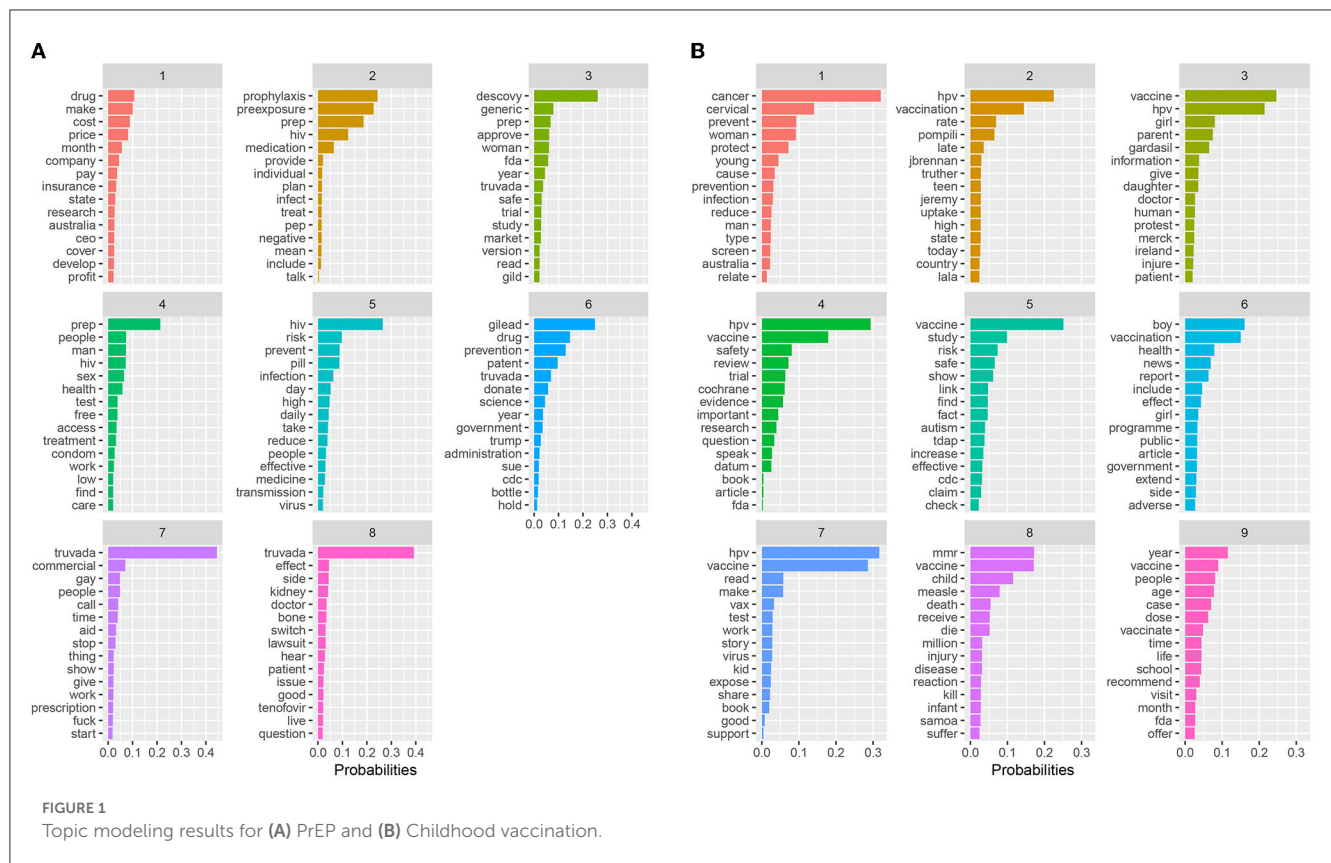 A
B
1
drug
make
cost
price
month
company
pay
insurance
state
research
australia
ceo
cover
develop
profit
2
prophylaxis
preexposure
prep
hiv
medication
provide
individual
plan
infect
treat
pep
negative
mean
include
talk
3
descovy
generic
prep
approve
woman
fda
year
truvada
safe
trial
study
market
version
read
gild
4
prep
people
man
hiv
sex
health
test
free
access
treatment
condom
work
low
find
care
5
hiv
risk
prevent
pill
infection
day
high
daily
take
reduce
people
effective
medicine
transmission
virus
6
gilead
drug
prevention
patent
truvada
donate
science
year
government
trump
administration
sue
cdc
bottle
hold
0.0 0.1 0.2 0.3 0.4
7
truvada
commercial
gay
people
call
time
aid
stop
thing
show
give
work
prescription
fuck
start
0.0 0.1 0.2 0.3 0.4
8
truvada
effect
side
kidney
doctor
bone
switch
lawsuit
hear
patient
issue
good
tenofovir
live
question
0.0 0.1 0.2 0.3 0.4
Probabilities
1
cancer
cervical
prevent
woman
protect
young
cause
prevention
infection
reduce
man
type
screen
australia
relate
2
hpv
vaccination
rate
pompili
late
jbrennan
truther
teen
jeremy
uptake
high
state
today
country
lala
3
vaccine
hpv
girl
parent
gardasil
information
give
daughter
doctor
human
protest
merck
ireland
injure
patient
4
hpv
vaccine
safety
review
trial
cochrane
evidence
important
research
question
speak
datum
book
article
fda
5
vaccine
study
risk
safe
show
link
find
fact
autism
tdap
increase
effective
cdc
claim
check
6
boy
vaccination
health
news
report
include
effect
girl
programme
public
article
government
extend
side
adverse
7
hpv
vaccine
read
make
vax
test
work
story
virus
kid
expose
share
book
good
support
0.0 0.1 0.2 0.3
8
mmr
vaccine
child
measle
death
receive
die
million
injury
disease
reaction
kill
infant
samoa
suffer
0.0 0.1 0.2 0.3
9
year
vaccine
people
age
case
dose
vaccinate
time
life
school
recommend
visit
month
fda
offer
0.0 0.1 0.2 0.3
Probabilities
FIGURE 1
Topic modeling results for (A) PrEP and (B) Childhood vaccination.